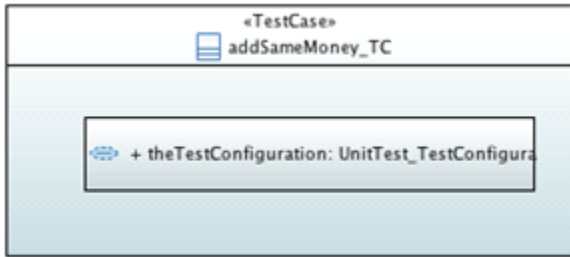 «TestCase»
addSameMoney_TC
+ theTestConfiguration: UnitTest_TestConfigura